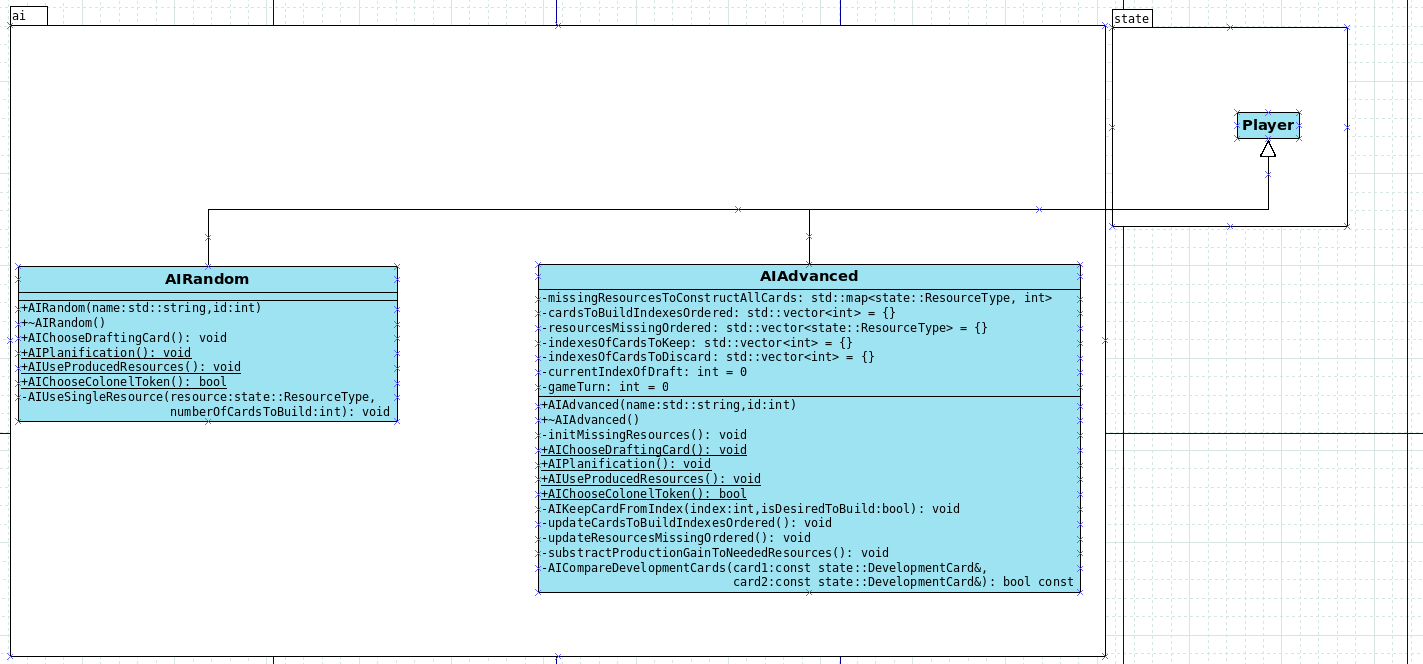 ai
state
Player
AIRandom
+AIRandom(name:std::string,id:int)
+~AIRandom()
+AIChooseDraftingCard(): void
+AIPlanification(): void
+AIUseProducedResources(): void
+AIChooseColonelToken(): bool
-AIUseSingleResource(resource:state::ResourceType,
numberOfCardsToBuild:int): void
AIAdvanced
-missingResourcesToConstructAllCards: std::map<state::ResourceType, int>
-cardsToBuildIndexesOrdered: std::vector<int> = {}
-resourcesMissingOrdered: std::vector<state::ResourceType> = {}
-indexesOfCardsToKeep: std::vector<int> = {}
-indexesOfCardsToDiscard: std::vector<int> = {}
-currentIndexOfDraft: int = 0
-gameTurn: int = 0
+AIAdvanced(name:std::string,id:int)
+~AIAdvanced()
-initMissingResources(): void
+AIChooseDraftingCard(): void
+AIPlanification(): void
+AIUseProducedResources(): void
+AIChooseColonelToken(): bool
-AIKeepCardFromIndex(index:int,isDesiredToBuild:bool): void
-updateCardsToBuildIndexesOrdered(): void
-updateResourcesMissingOrdered(): void
-substractProductionGainToNeededResources(): void
-AICompareDevelopmentCards(card1:const state::DevelopmentCard&,
card2:const state::DevelopmentCard&): bool const